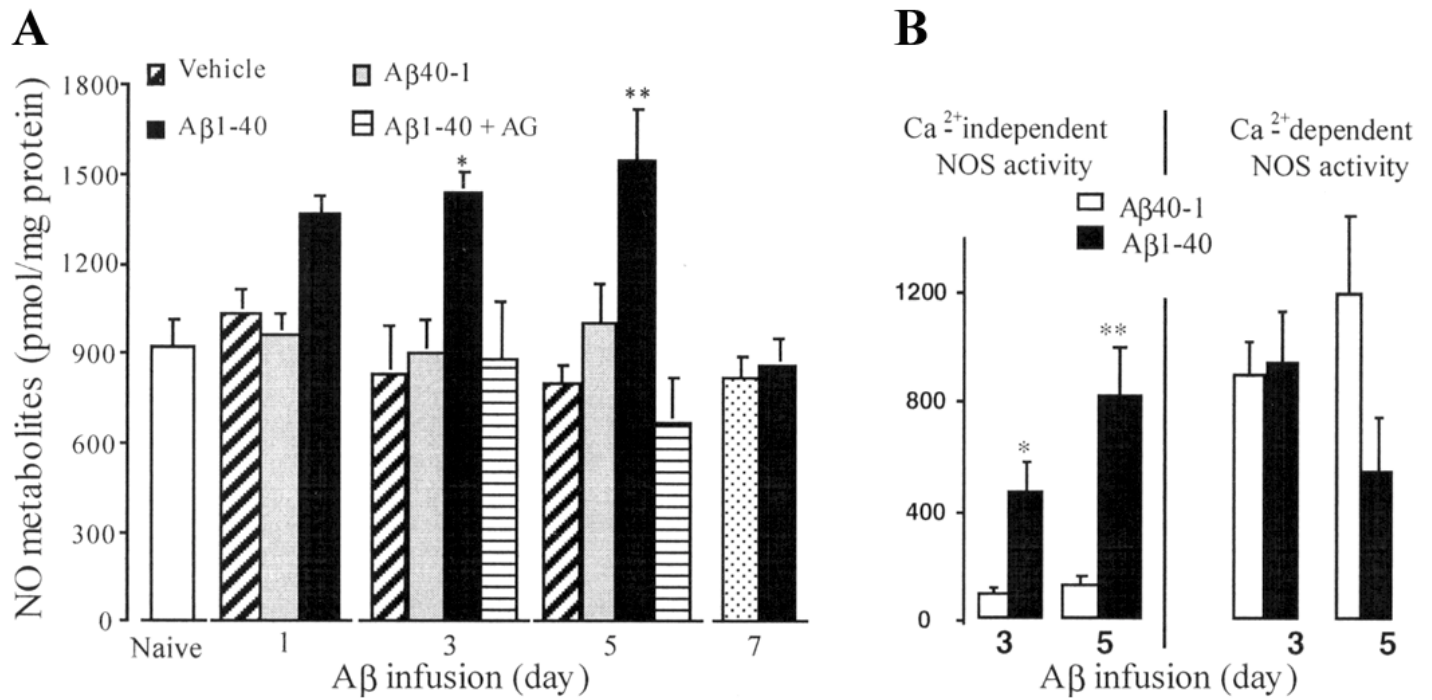 A
NO metabolites (pmol/mg protein)
1800
1500
1200
900
600
300
0
Vehicle
Aβ40-1
Aβ1-40
Aβ1-40 + AG
*
**
Naive
1
3
5
7
Aβ infusion (day)
B
Ca²⁺-independent
NOS activity
Ca²⁺-dependent
NOS activity
Aβ40-1
Aβ1-40
1200
800
400
0
*
**
3
5
3
5
Aβ infusion (day)